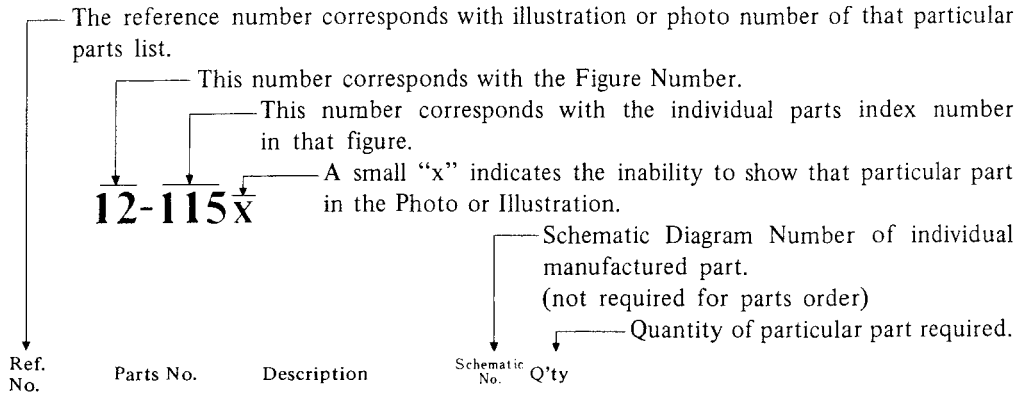 The reference number corresponds with illustration or photo number of that particular
parts list.
This number corresponds with the Figure Number.
This number corresponds with the individual parts index number
in that figure.
A small “x” indicates the inability to show that particular part
in the Photo or Illustration.
12-115x
Schematic Diagram Number of individual
manufactured part.
(not required for parts order)
Quantity of particular part required.
Ref. No.
Parts No.
Description
Schematic No.
Q'ty